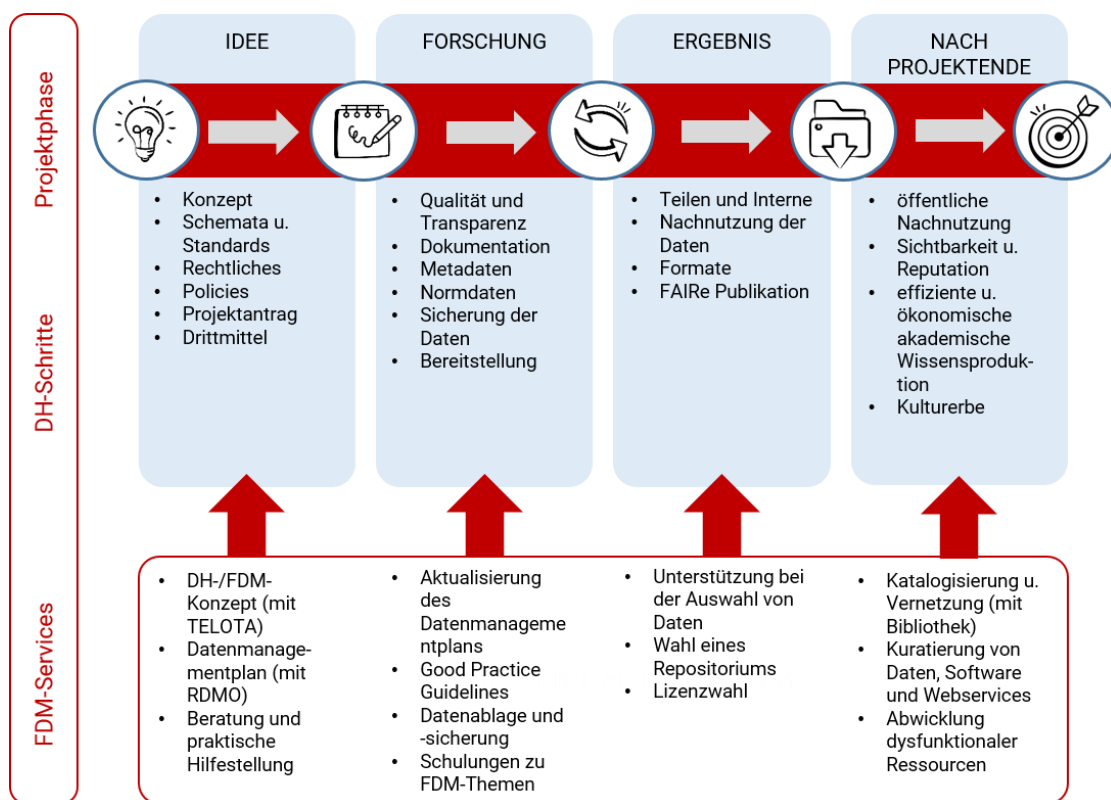 Projektphase
DH-Schritte
FDM-Services
IDEE
FORSCHUNG
ERGEBNIS
NACH
PROJEKTENDE
• Konzept
• Schemata u.
Standards
• Rechtliches
• Policies
• Projektantrag
• Drittmittel
• Qualität und
Transparenz
• Dokumentation
• Metadaten
• Normdaten
• Sicherung der
Daten
• Bereitstellung
• Teilen und Interne
• Nachnutzung der
Daten
• Formate
• FAIRe Publikation
• öffentliche
Nachnutzung
• Sichtbarkeit u.
Reputation
• effiziente u.
ökonomische
akademische
Wissensproduk-
tion
• Kulturerbe
• DH-/FDM-
Konzept (mit
TELOTA)
• Datenmanage-
mentplan (mit
RDMO)
• Beratung und
praktische
Hilfestellung
• Aktualisierung
des
Datenmanageme
ntplans
• Good Practice
Guidelines
• Datenablage und
-sicherung
• Schulungen zu
FDM-Themen
• Unterstützung bei
der Auswahl von
Daten
• Wahl eines
Repositoriums
• Lizenzwahl
• Katalogisierung u.
Vernetzung (mit
Bibliothek)
• Kuratierung von
Daten, Software
und Webservices
• Abwicklung
dysfunktionaler
Ressourcen